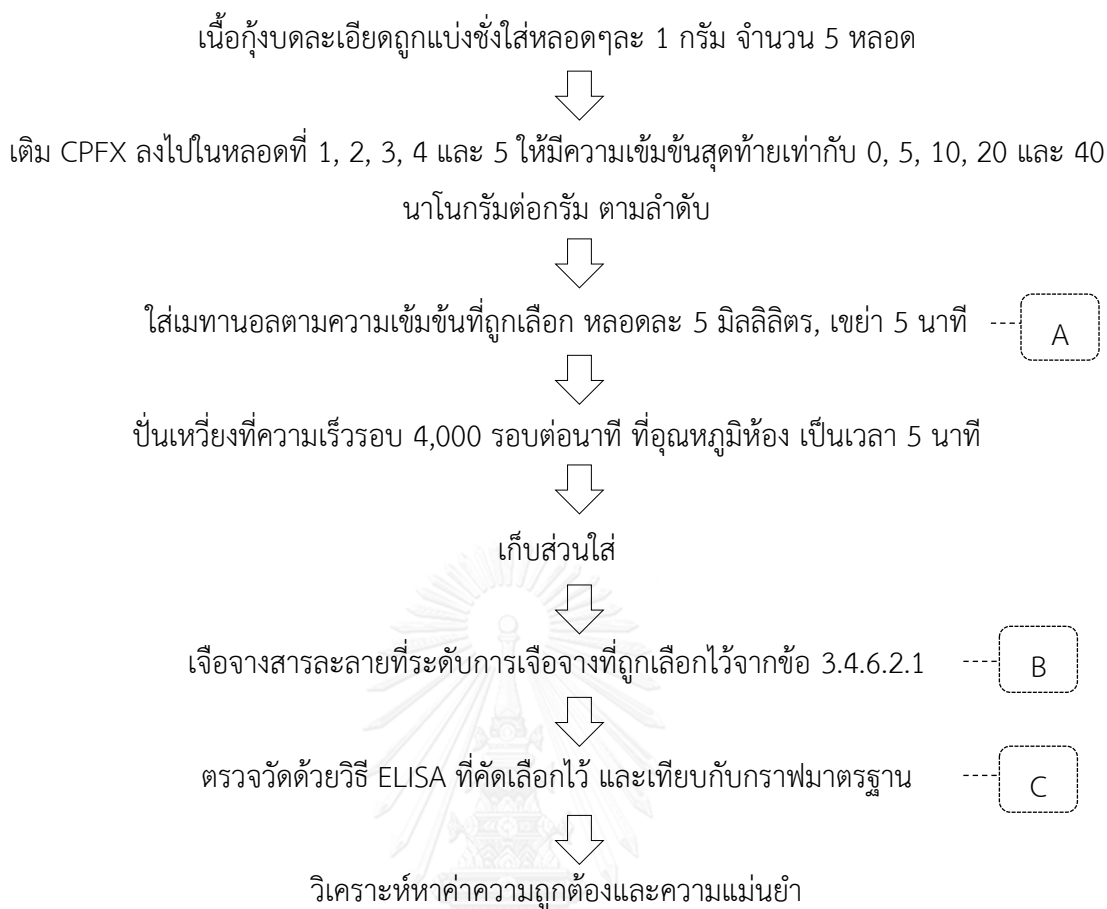 เนื้อกุ้งบดละเอียดถูกแบ่งชั่งใส่หลอดๆละ 1 กรัม จำนวน 5 หลอด
เติม CPFX ลงไปในหลอดที่ 1, 2, 3, 4 และ 5 ให้มีความเข้มข้นสุดท้ายเท่ากับ 0, 5, 10, 20 และ 40
นาโนกรัมต่อกรัม ตามลำดับ
ใส่เมทานอลตามความเข้มข้นที่ถูกเลือก หลอดละ 5 มิลลิลิตร, เขย่า 5 นาที
A
ปั่นเหวี่ยงที่ความเร็วรอบ 4,000 รอบต่อนาที ที่อุณหภูมิห้อง เป็นเวลา 5 นาที
เก็บส่วนใส่
เจือจางสารละลายที่ระดับการเจือจางที่ถูกเลือกไว้จากข้อ 3.4.6.2.1
B
ตรวจวัดด้วยวิธี ELISA ที่คัดเลือกไว้ และเทียบกับกราฟมาตรฐาน
C
วิเคราะห์หาค่าความถูกต้องและความแม่นยำ